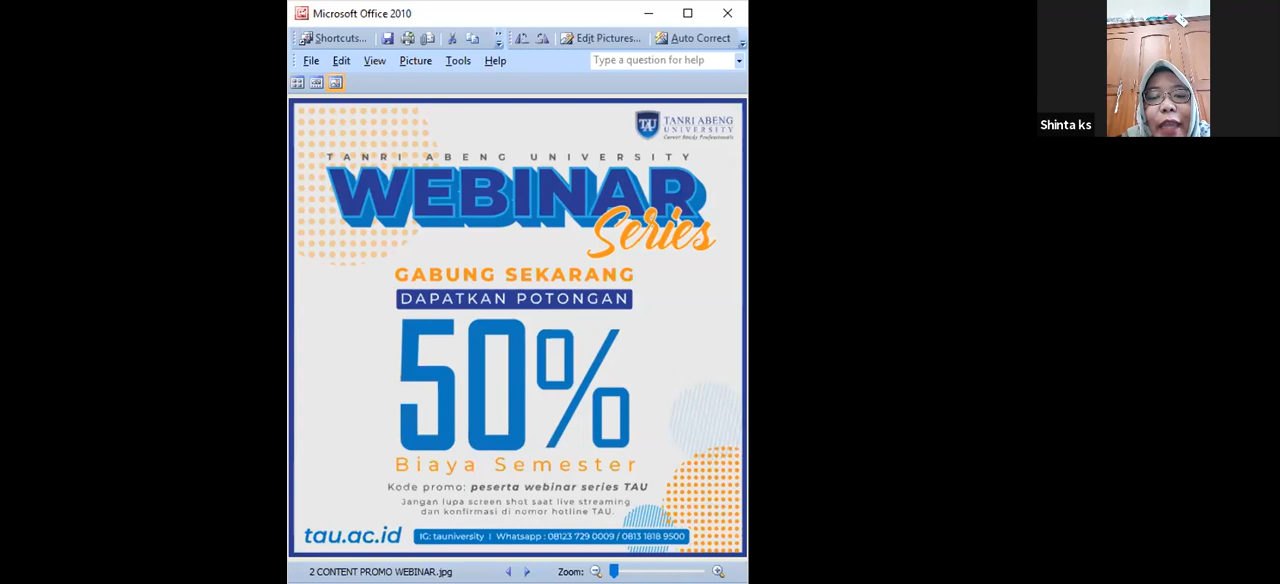 Microsoft Office 2010
Shortcuts...
Edit Pictures...
Auto Correct
File Edit View Picture Tools Help
Type a question for help
TAU
TANRI ABENG
UNIVERSITY
TANRI ABENG UNIVERSITY
WEBINAR
Series
GABUNG SEKARANG
DAPATKAN POTONGAN
50%
Biaya Semester
Kode promo: peserta webinar series TAU
Jangan lupa screen shot saat live streaming
dan konfirmasi di nomor hotline TAU.
tau.ac.id
IG: tauniversity | Whatsapp : 08123 729 0009 / 0813 1818 9500
2 CONTENT PROMO WEBINAR.jpg
Zoom:
Shinta ks